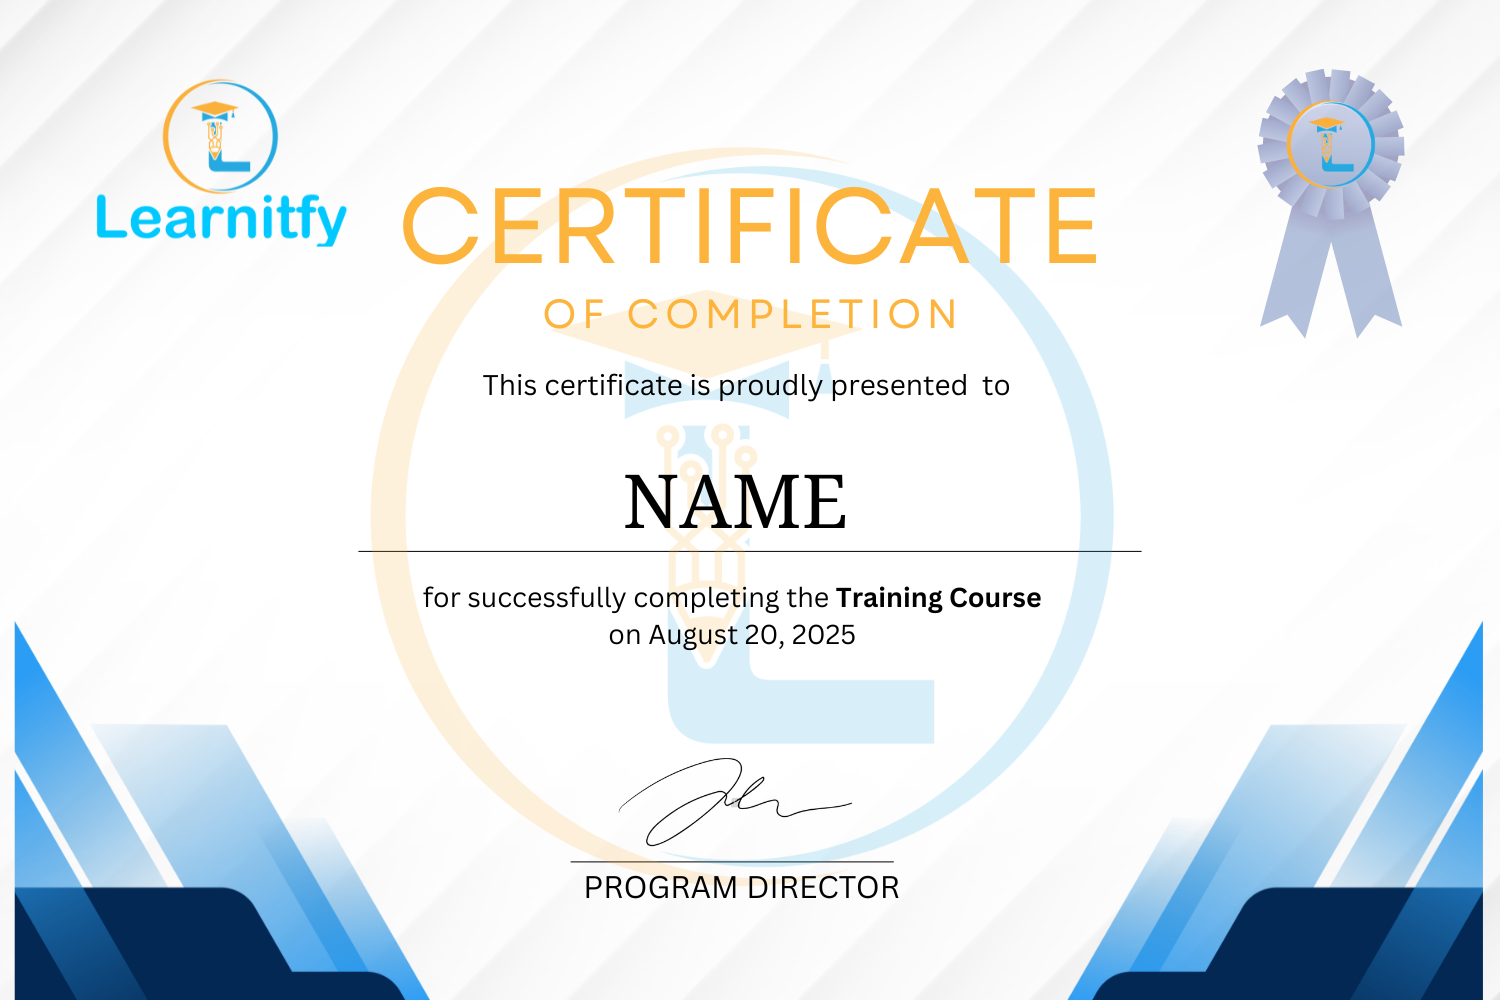 Learnitfy
CERTIFICATE
OF COMPLETION
This certificate is proudly presented  to
NAME
for successfully completing the Training Course
on August 20, 2025
PROGRAM DIRECTOR